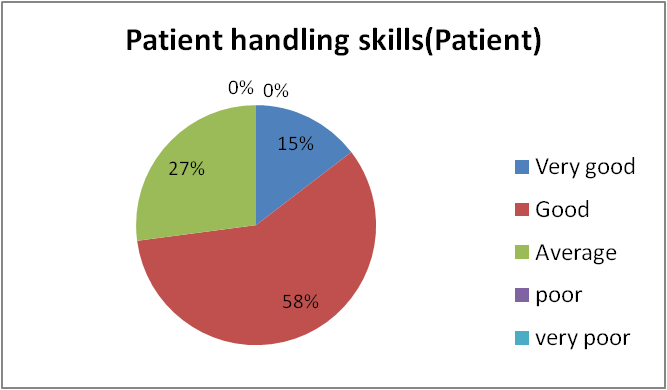 Patient handling skills(Patient)
0% 0%
15%
27%
58%
Very good
Good
Average
poor
very poor